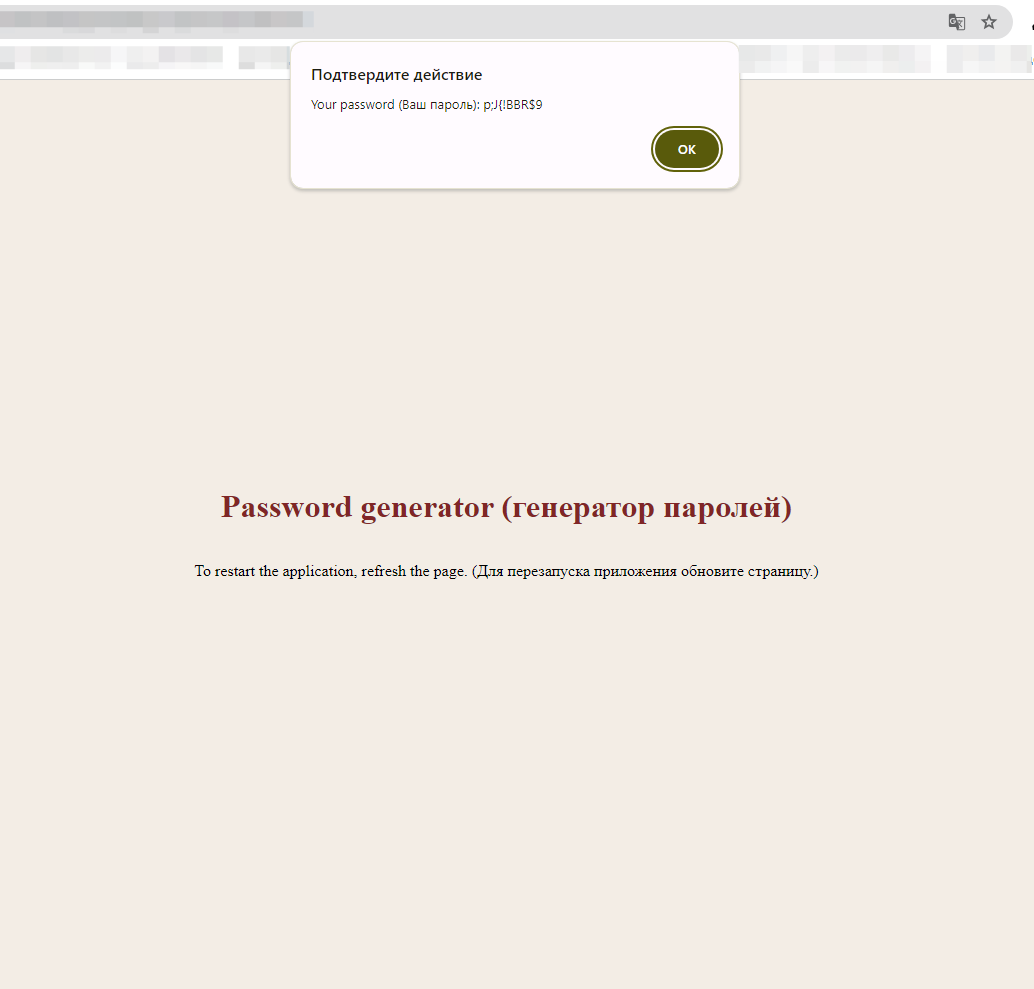 Подтвердите действие
Your password (Ваш пароль): p;J{!BBR$9
OK
Password generator (генератор паролей)
To restart the application, refresh the page. (Для перезапуска приложения обновите страницу.)